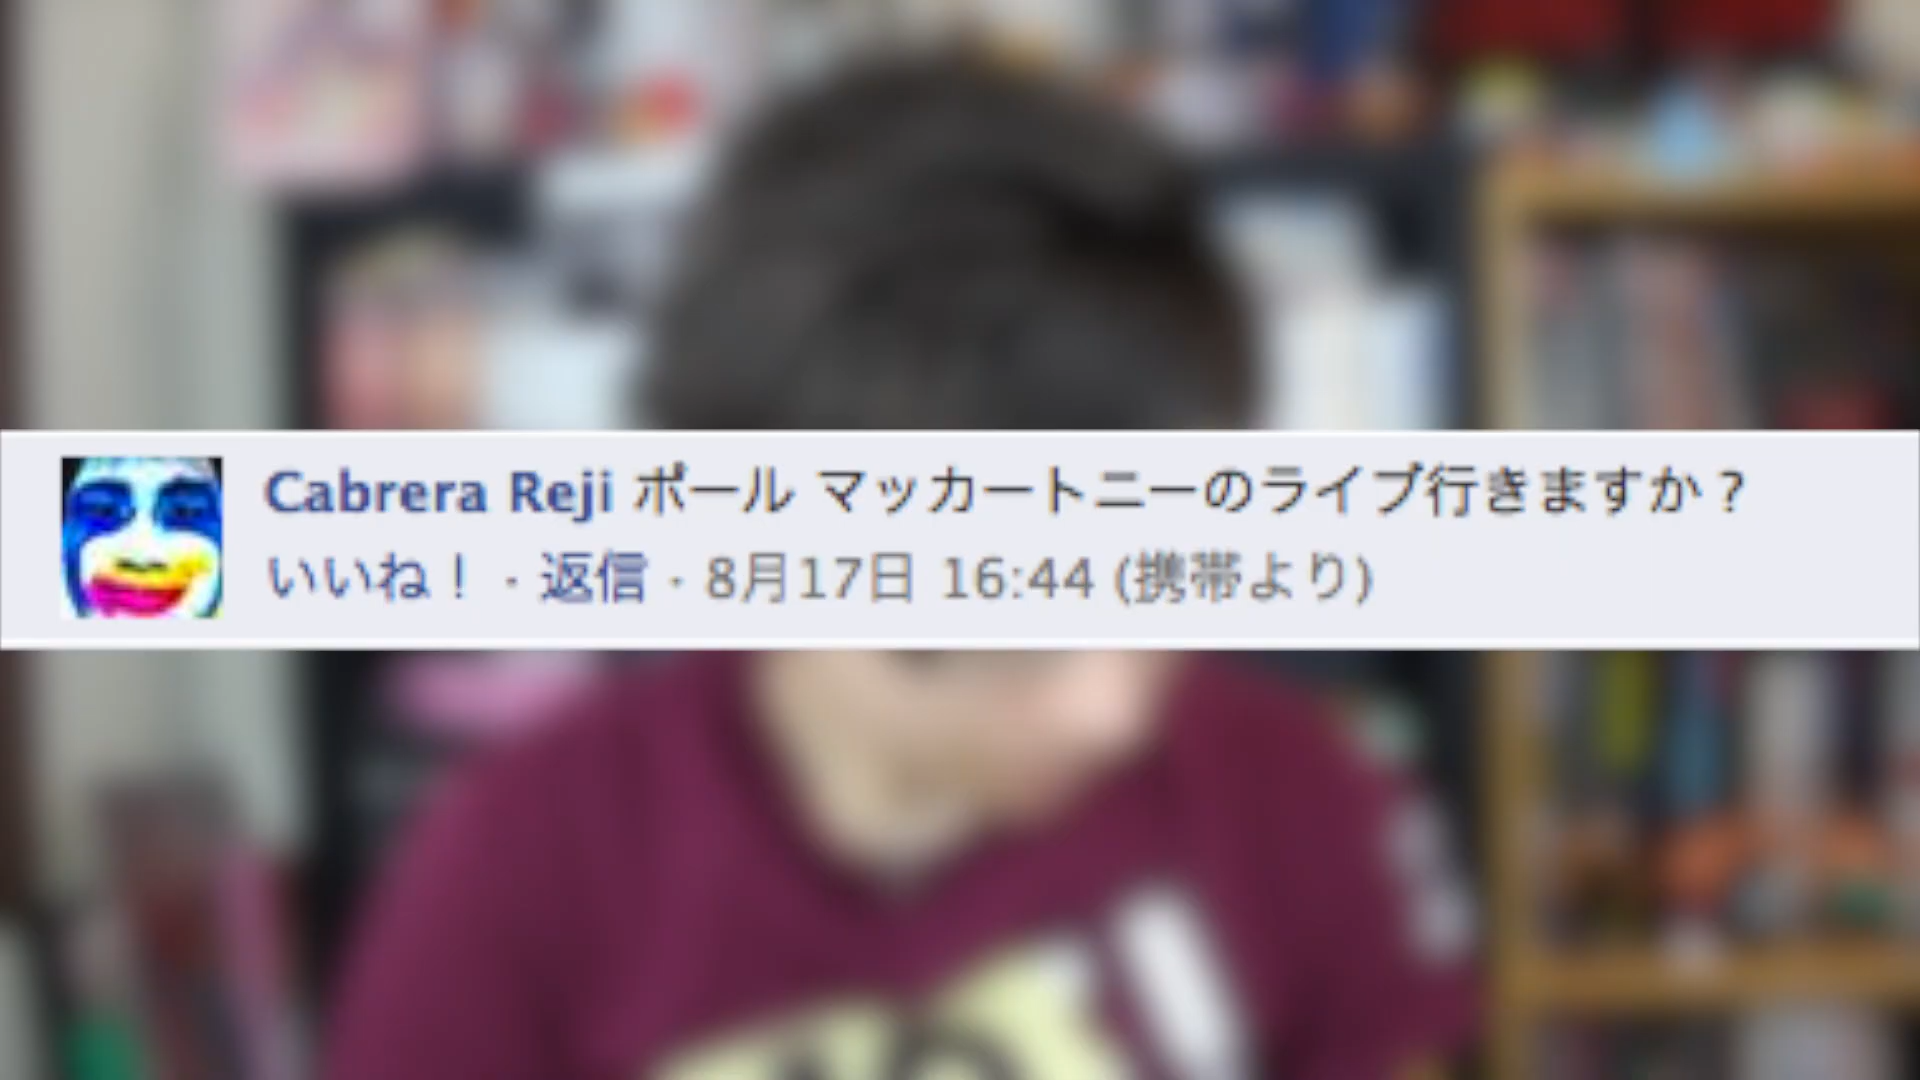 Cabrera Reji ポール マッカートニーのライブ行きますか？
いいね！ · 返信 · 8月17日 16:44 (携帯より)